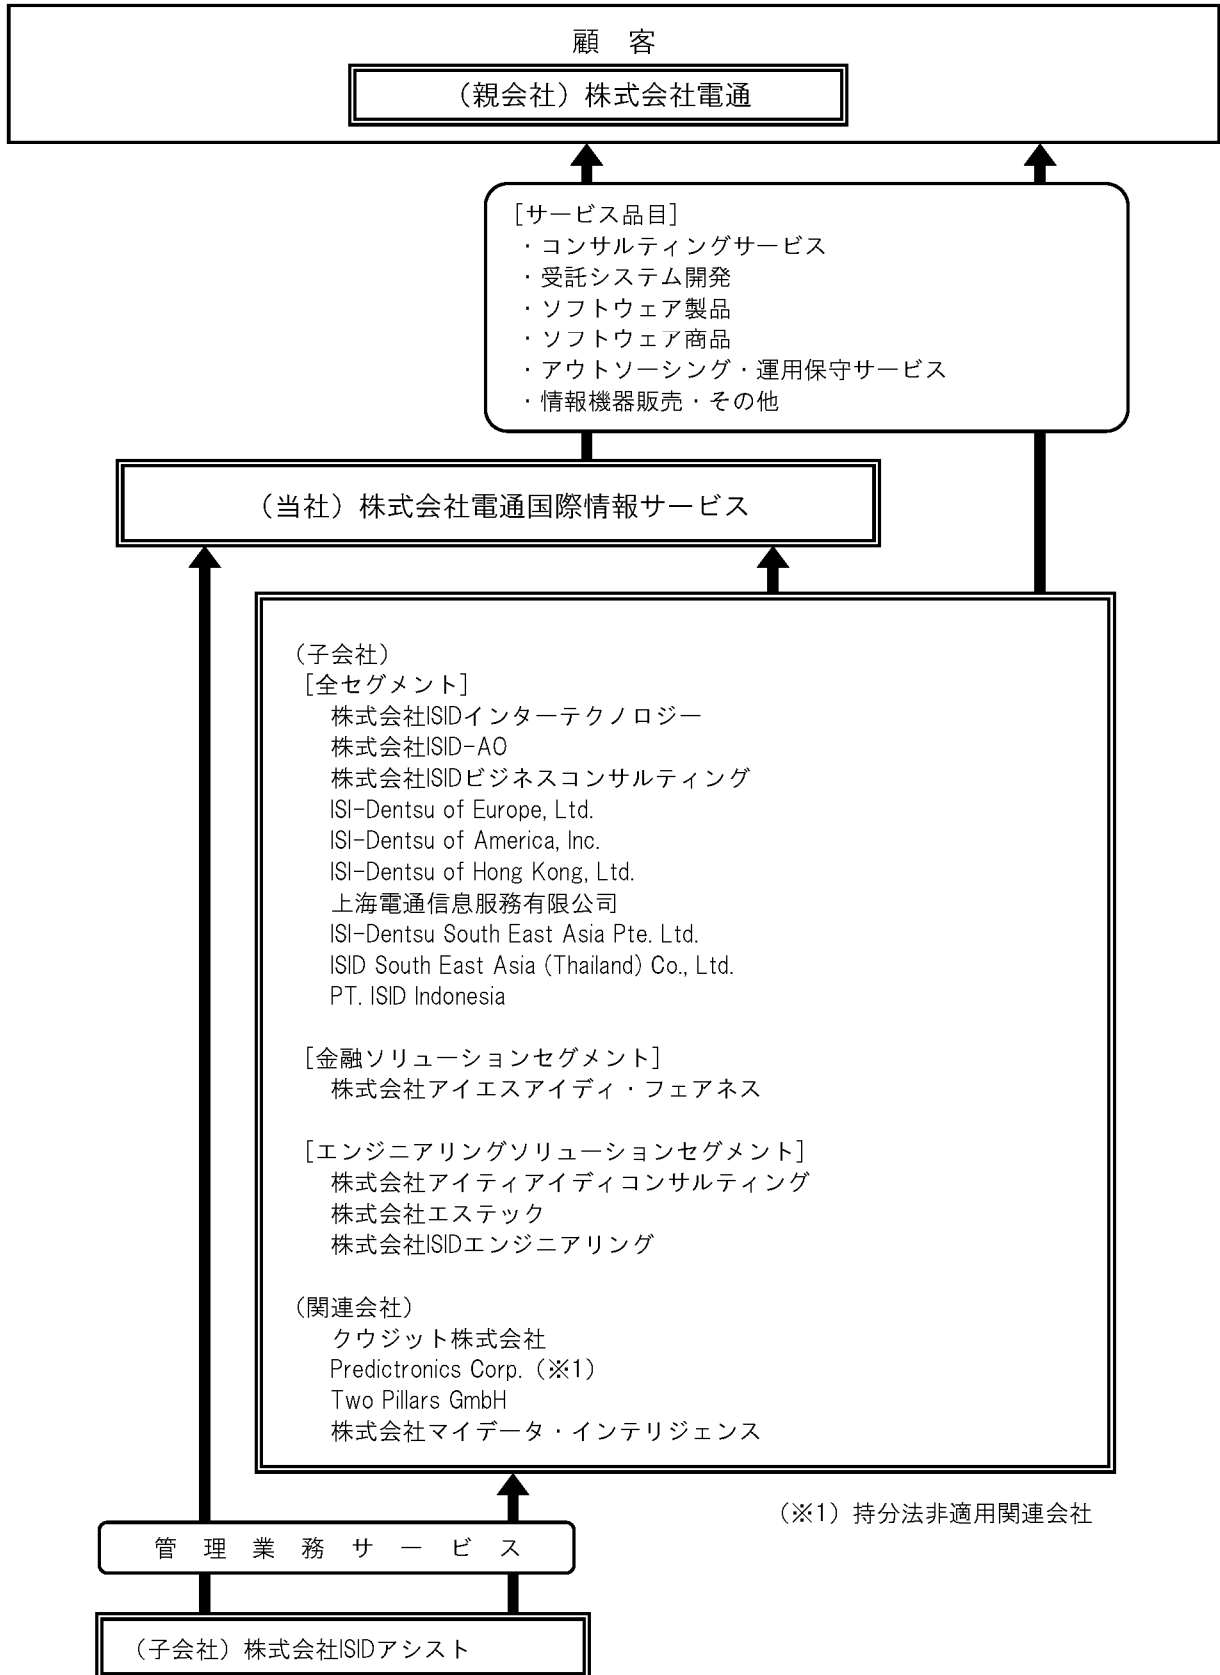 顧 客
(親会社)株式会社電通
[サービス品目]
・コンサルティングサービス
・受託システム開発
・ソフトウェア製品
・ソフトウェア商品
・アウトソーシング・運用保守サービス
・情報機器販売・その他
(当社)株式会社電通国際情報サービス
(子会社)
[全セグメント]
株式会社ISIDインターテクノロジー
株式会社ISID-AO
株式会社ISIDビジネスコンサルティング
ISI-Dentsu of Europe, Ltd.
ISI-Dentsu of America, Inc.
ISI-Dentsu of Hong Kong, Ltd.
上海電通信息服務有限公司
ISI-Dentsu South East Asia Pte. Ltd.
ISID South East Asia (Thailand) Co., Ltd.
PT. ISID Indonesia
[金融ソリューションセグメント]
株式会社アイエスアイディ・フェアネス
[エンジニアリングソリューションセグメント]
株式会社アイティアイディコンサルティング
株式会社エステック
株式会社ISIDエンジニアリング
(関連会社)
クウジット株式会社
Predictronics Corp.(※1)
Two Pillars GmbH
株式会社マイデータ・インテリジェンス
(※1)持分法非適用関連会社
管 理 業 務 サ ー ビ ス
(子会社)株式会社ISIDアシスト